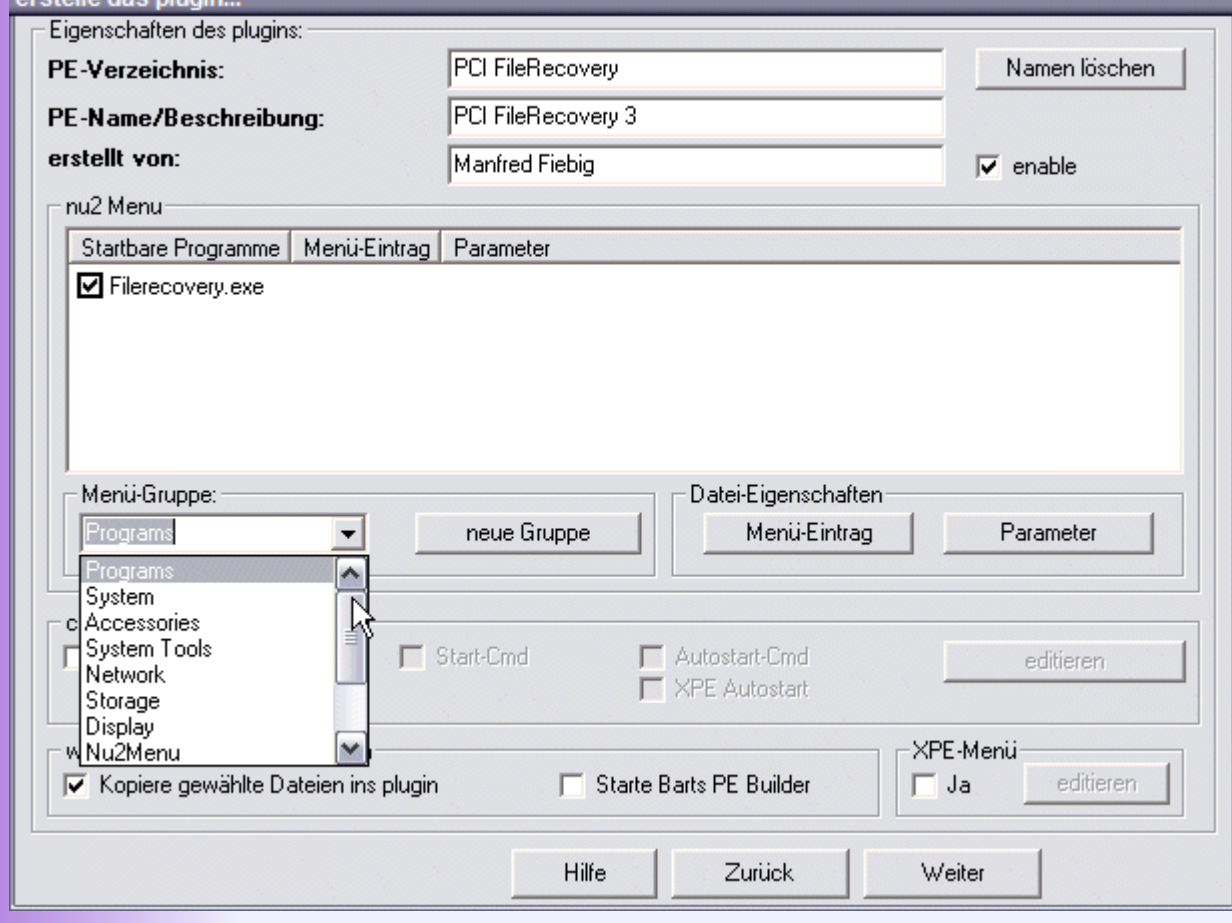 erstelle das plugin...
Eigenschaften des plugins:
PE-Verzeichnis: PCI FileRecovery Namen löschen
PE-Name/Beschreibung: PCI FileRecovery 3
erstellt von: Manfred Fiebig enable
nu2 Menu
Startbare Programme Menü-Eintrag Parameter
Filerecovery.exe
Menü-Gruppe: Datei-Eigenschaften
Programs neue Gruppe Menü-Eintrag Parameter
Programs
System
Accessories
System Tools
Network
Storage
Display
Nu2Menu
Start-Cmd Autostart-Cmd editieren
XPE Autostart
XPE-Menü
Kopiere gewählte Dateien ins plugin Starte Barts PE Builder Ja editieren
Hilfe Zurück Weiter